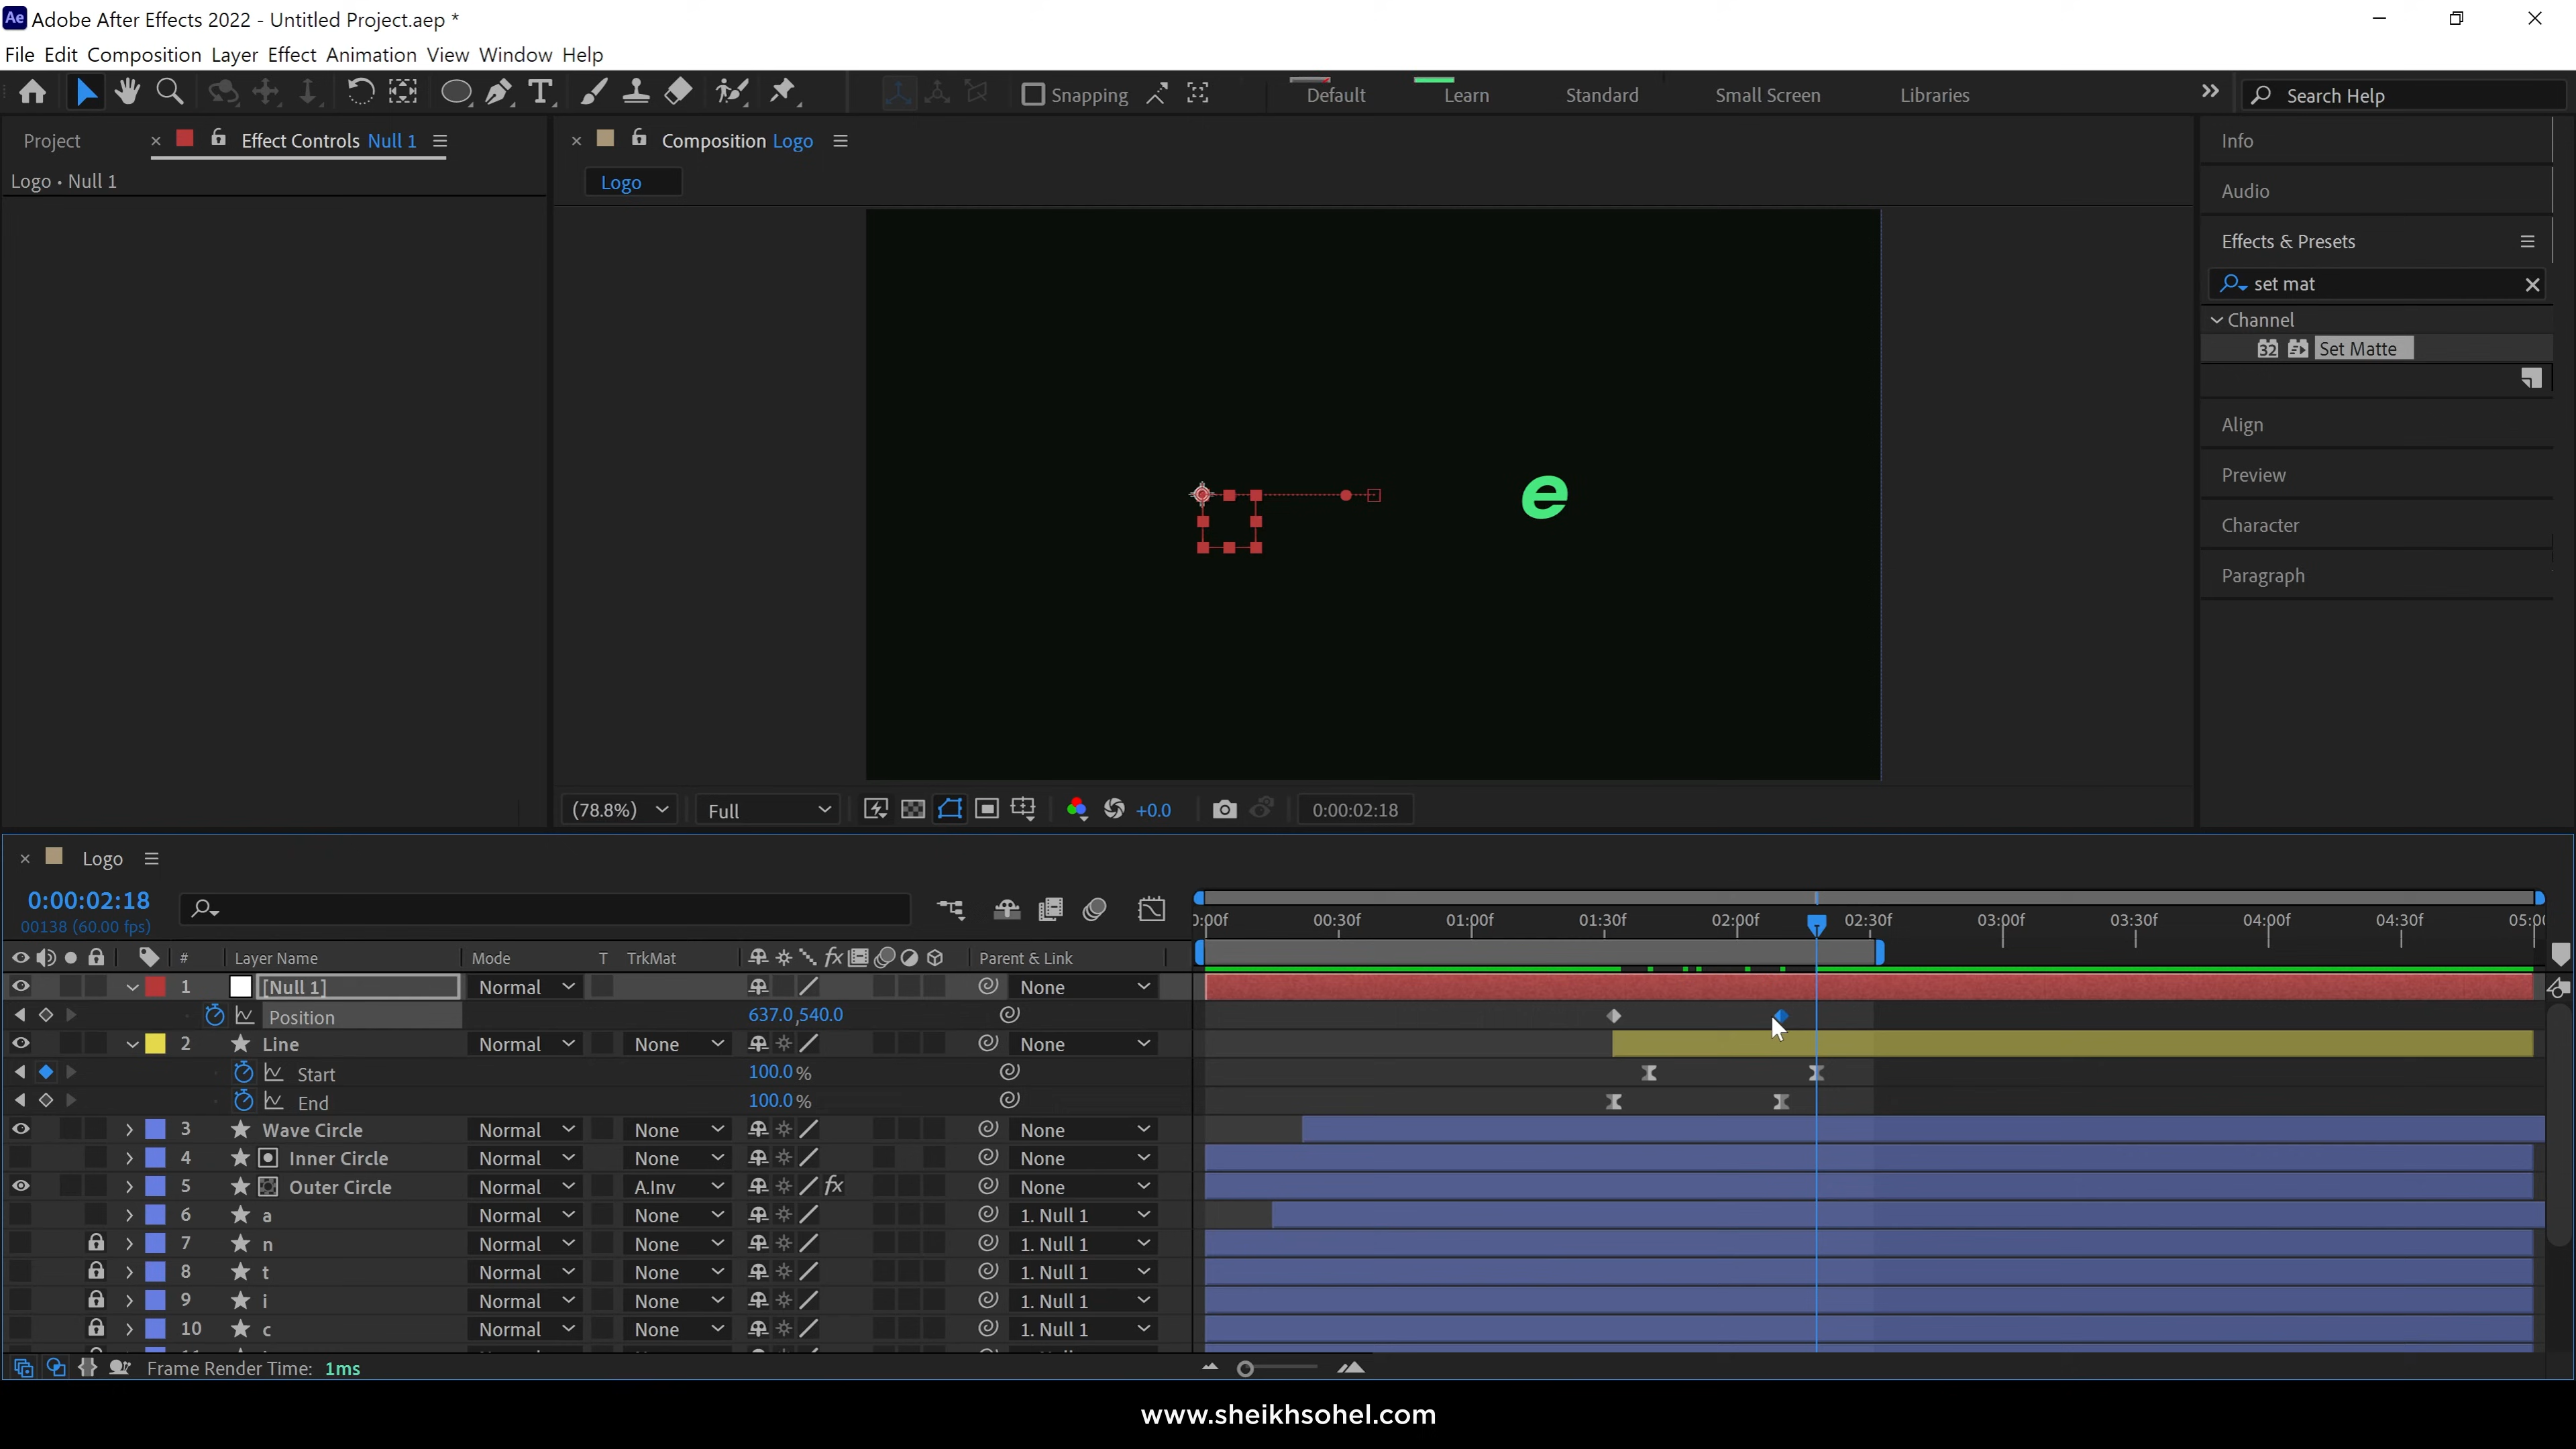 Ae Adobe After Effects 2022 - Untitled Project.aep *
File Edit Composition Layer Effect Animation View Window Help
T Snapping Default Learn Standard Small Screen Libraries Search Help
Project Effect Controls Null 1 Composition Logo Info
Logo • Null 1 Logo Audio
Effects & Presets
set mat
Channel
32 Set Matte
Align
Preview
Character
Paragraph
e
(78.8%) Full +0.0 0:00:02:18
Logo
0:00:02:18
00138 (60.00 fps)
0:00f 00:30f 01:00f 01:30f 02:00f 02:30f 03:00f 03:30f 04:00f 04:30f
# Layer Name Mode T TrkMat fx Parent & Link
1 [Null 1] Normal None
Position 637.0,540.0
2 Line Normal None None
Start 100.0%
End 100.0%
3 Wave Circle Normal None None
4 Inner Circle Normal None None
5 Outer Circle Normal A.Inv fx None
6 a Normal None 1. Null 1
7 n Normal None 1. Null 1
8 t Normal None 1. Null 1
9 i Normal None 1. Null 1
10 c Normal None 1. Null 1
Frame Render Time: 1ms
www.sheikhsohel.com